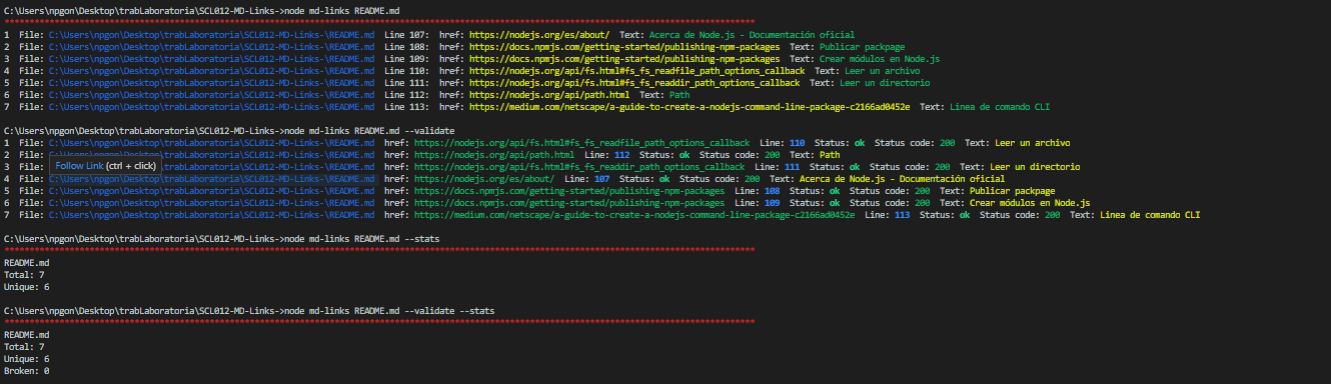 C:\Users\npgon\Desktop\trabLaboratoria\SCL012-MD-Links->node md-links README.md
******************************************************************************************************************************************************
1 File: C:\Users\npgon\Desktop\trabLaboratoria\SCL012-MD-Links-\README.md Line 107: href: https://nodejs.org/es/about/ Text: Acerca de Node.js - Documentación oficial
2 File: C:\Users\npgon\Desktop\trabLaboratoria\SCL012-MD-Links-\README.md Line 108: href: https://docs.npmjs.com/getting-started/publishing-npm-packages Text: Publicar packpage
3 File: C:\Users\npgon\Desktop\trabLaboratoria\SCL012-MD-Links-\README.md Line 109: href: https://docs.npmjs.com/getting-started/publishing-npm-packages Text: Crear módulos en Node.js
4 File: C:\Users\npgon\Desktop\trabLaboratoria\SCL012-MD-Links-\README.md Line 110: href: https://nodejs.org/api/fs.html#fs_fs_readfile_path_options_callback Text: Leer un archivo
5 File: C:\Users\npgon\Desktop\trabLaboratoria\SCL012-MD-Links-\README.md Line 111: href: https://nodejs.org/api/fs.html#fs_fs_readdir_path_options_callback Text: Leer un directorio
6 File: C:\Users\npgon\Desktop\trabLaboratoria\SCL012-MD-Links-\README.md Line 112: href: https://nodejs.org/api/path.html Text: Path
7 File: C:\Users\npgon\Desktop\trabLaboratoria\SCL012-MD-Links-\README.md Line 113: href: https://medium.com/netscape/a-guide-to-create-a-nodejs-command-line-package-c2166ad0452e Text: Linea de comando CLI
C:\Users\npgon\Desktop\trabLaboratoria\SCL012-MD-Links->node md-links README.md --validate
1 File: C:\Users\npgon\Desktop\trabLaboratoria\SCL012-MD-Links-\README.md href: https://nodejs.org/api/fs.html#fs_fs_readfile_path_options_callback Line: 110 Status: ok Status code: 200 Text: Leer un archivo
2 File: C:\Users\npgon\Desktop\trabLaboratoria\SCL012-MD-Links-\README.md href: https://nodejs.org/api/path.html Line: 112 Status: ok Status code: 200 Text: Path
3 File: Follow Link (ctrl + click) \trabLaboratoria\SCL012-MD-Links-\README.md href: https://nodejs.org/api/fs.html#fs_fs_readdir_path_options_callback Line: 111 Status: ok Status code: 200 Text: Leer un directorio
4 File: C:\Users\npgon\Desktop\trabLaboratoria\SCL012-MD-Links-\README.md href: https://nodejs.org/es/about/ Line: 107 Status: ok Status code: 200 Text: Acerca de Node.js - Documentación oficial
5 File: C:\Users\npgon\Desktop\trabLaboratoria\SCL012-MD-Links-\README.md href: https://docs.npmjs.com/getting-started/publishing-npm-packages Line: 108 Status: ok Status code: 200 Text: Publicar packpage
6 File: C:\Users\npgon\Desktop\trabLaboratoria\SCL012-MD-Links-\README.md href: https://docs.npmjs.com/getting-started/publishing-npm-packages Line: 109 Status: ok Status code: 200 Text: Crear módulos en Node.js
7 File: C:\Users\npgon\Desktop\trabLaboratoria\SCL012-MD-Links-\README.md href: https://medium.com/netscape/a-guide-to-create-a-nodejs-command-line-package-c2166ad0452e Line: 113 Status: ok Status code: 200 Text: Linea de comando CLI
C:\Users\npgon\Desktop\trabLaboratoria\SCL012-MD-Links->node md-links README.md --stats
******************************************************************************************************************************************************
README.md
Total: 7
Unique: 6
C:\Users\npgon\Desktop\trabLaboratoria\SCL012-MD-Links->node md-links README.md --validate --stats
******************************************************************************************************************************************************
README.md
Total: 7
Unique: 6
Broken: 0